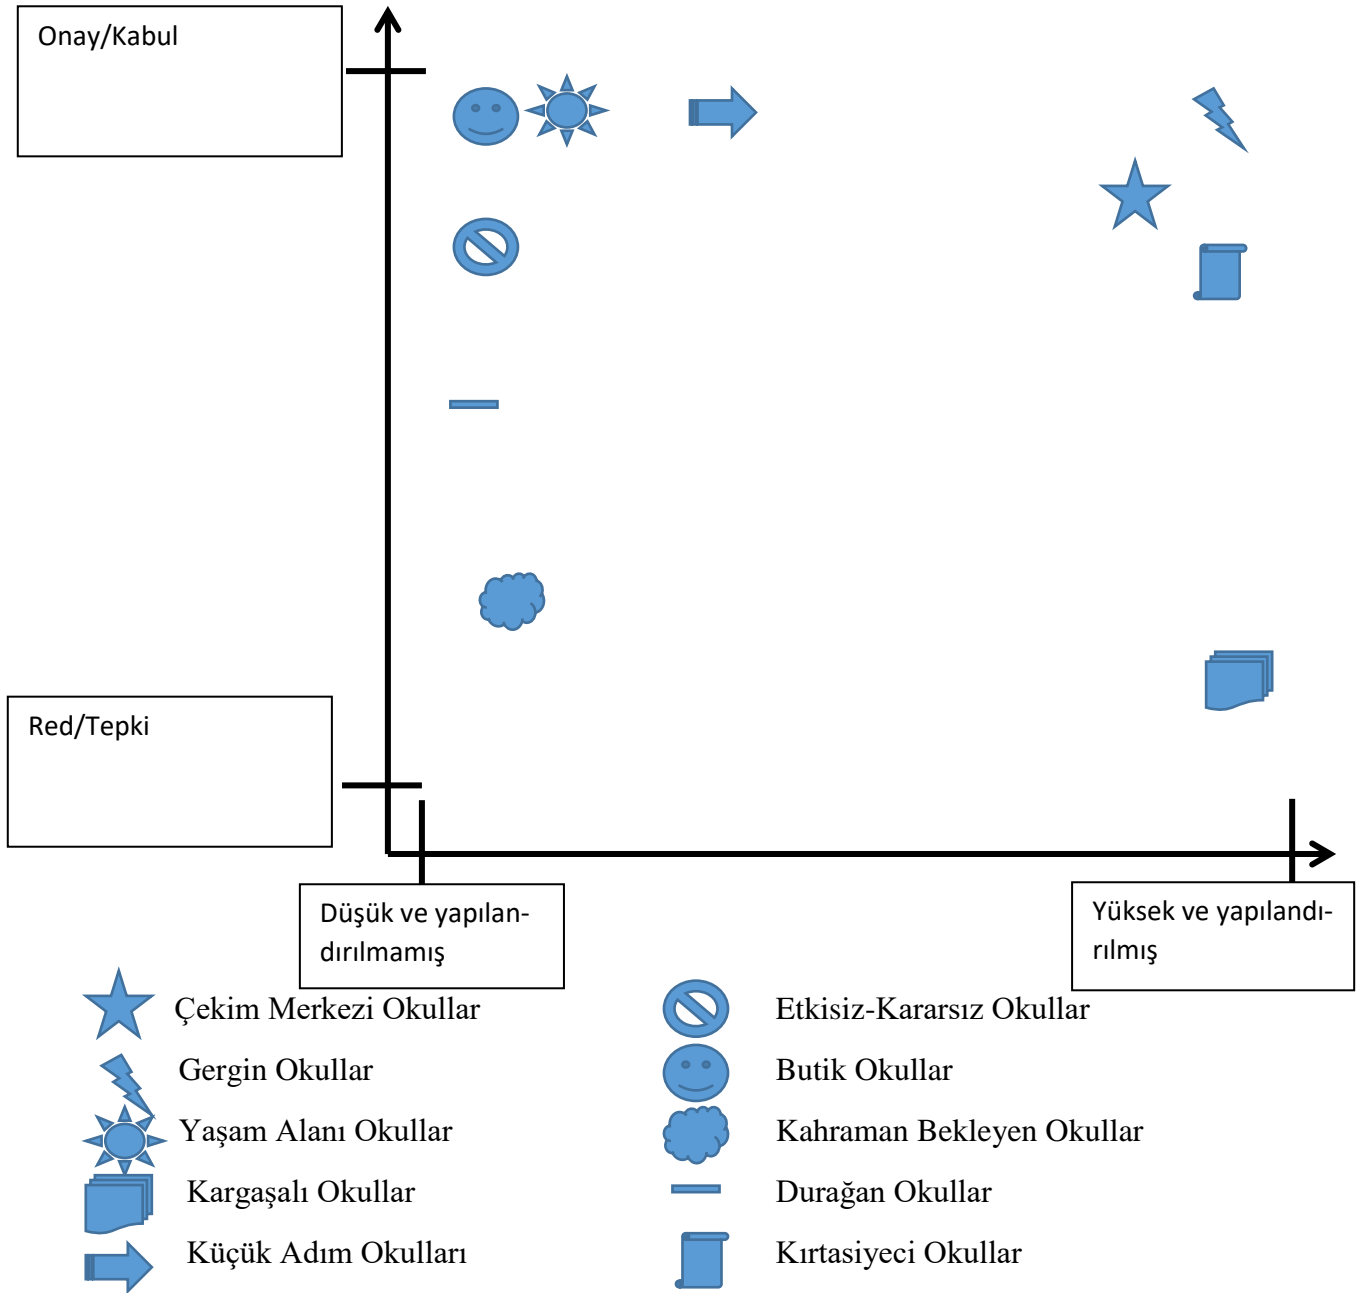 Onay/Kabul
Red/Tepki
Düşük ve yapılan-
dırılmamış
Yüksek ve yapılandı-
rılmış
Çekim Merkezi Okullar
Etkisiz-Kararsız Okullar
Gergin Okullar
Butik Okullar
Yaşam Alanı Okullar
Kahraman Bekleyen Okullar
Kargaşalı Okullar
Durağan Okullar
Küçük Adım Okulları
Kırtasiyeci Okullar